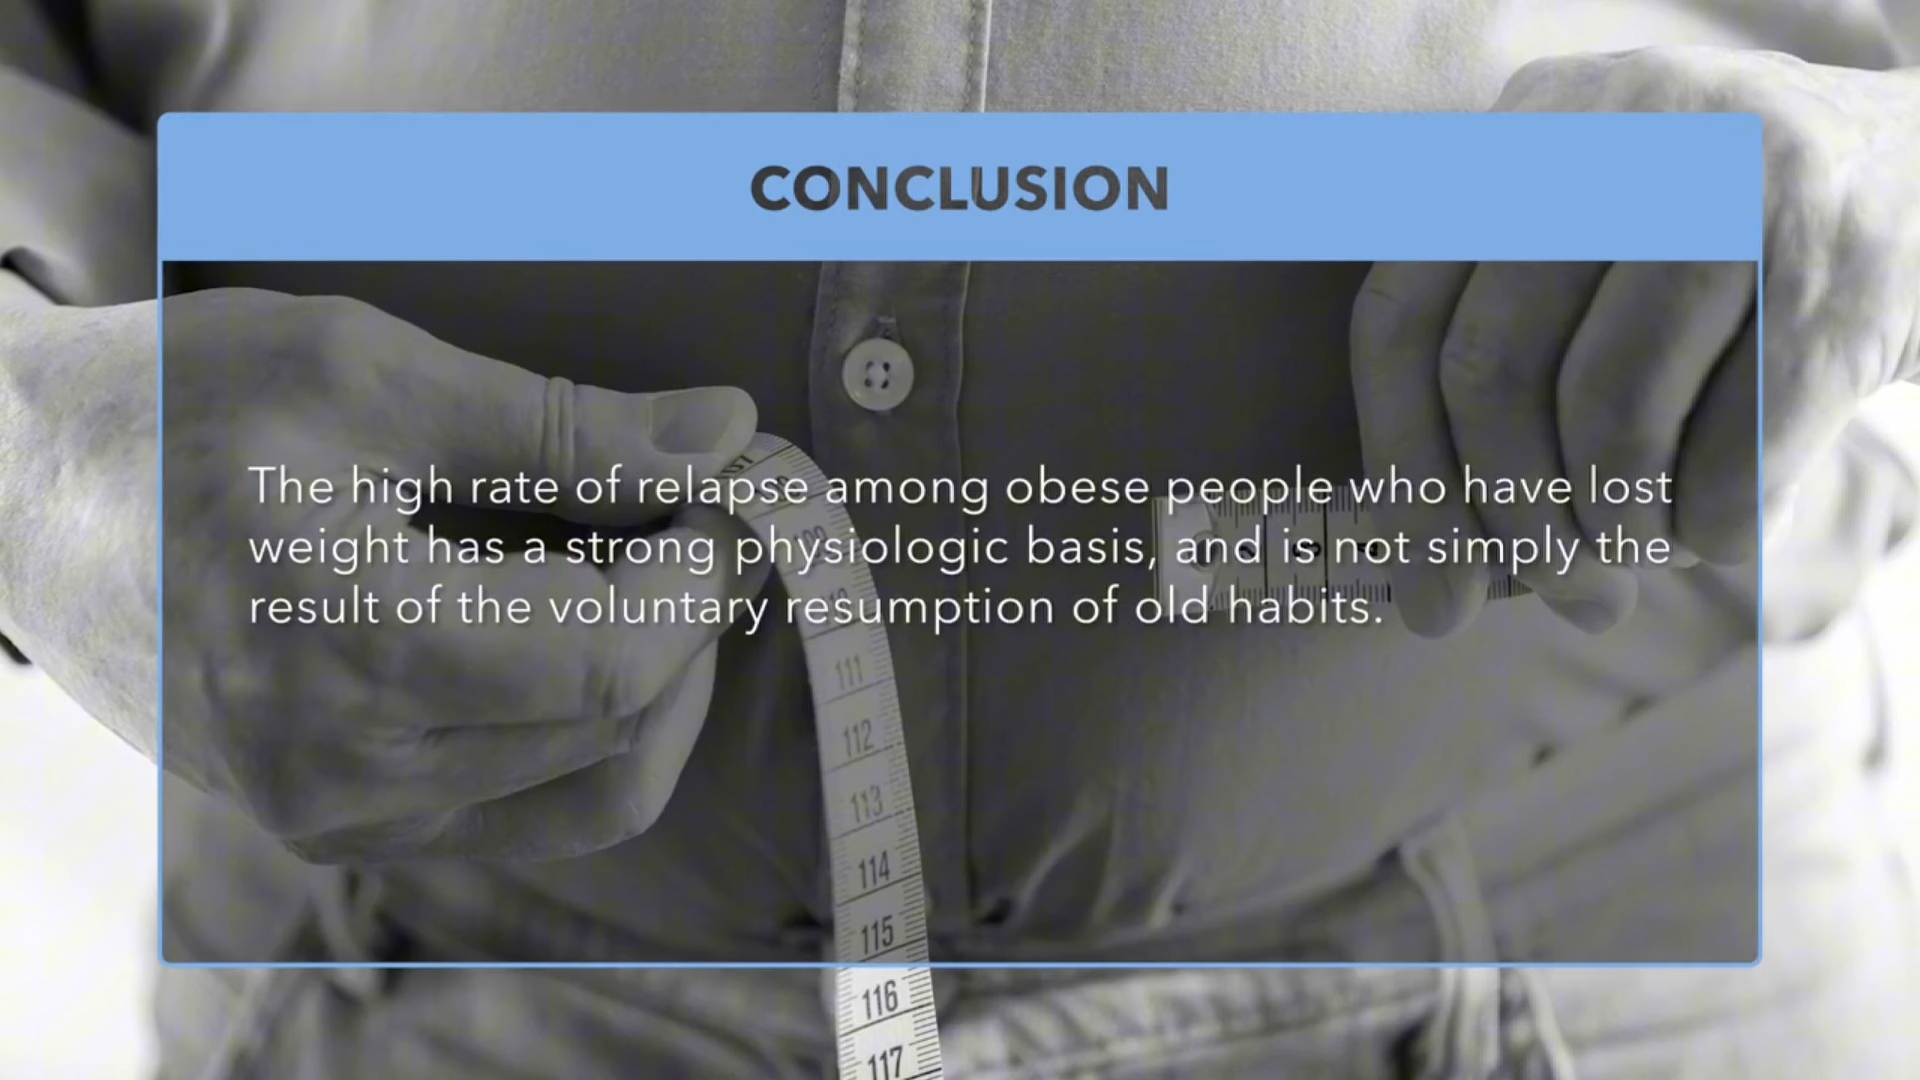 CONCLUSION
The high rate of relapse among obese people who have lost
weight has a strong physiologic basis, and is not simply the
result of the voluntary resumption of old habits.
111
112
113
114
115
116
117